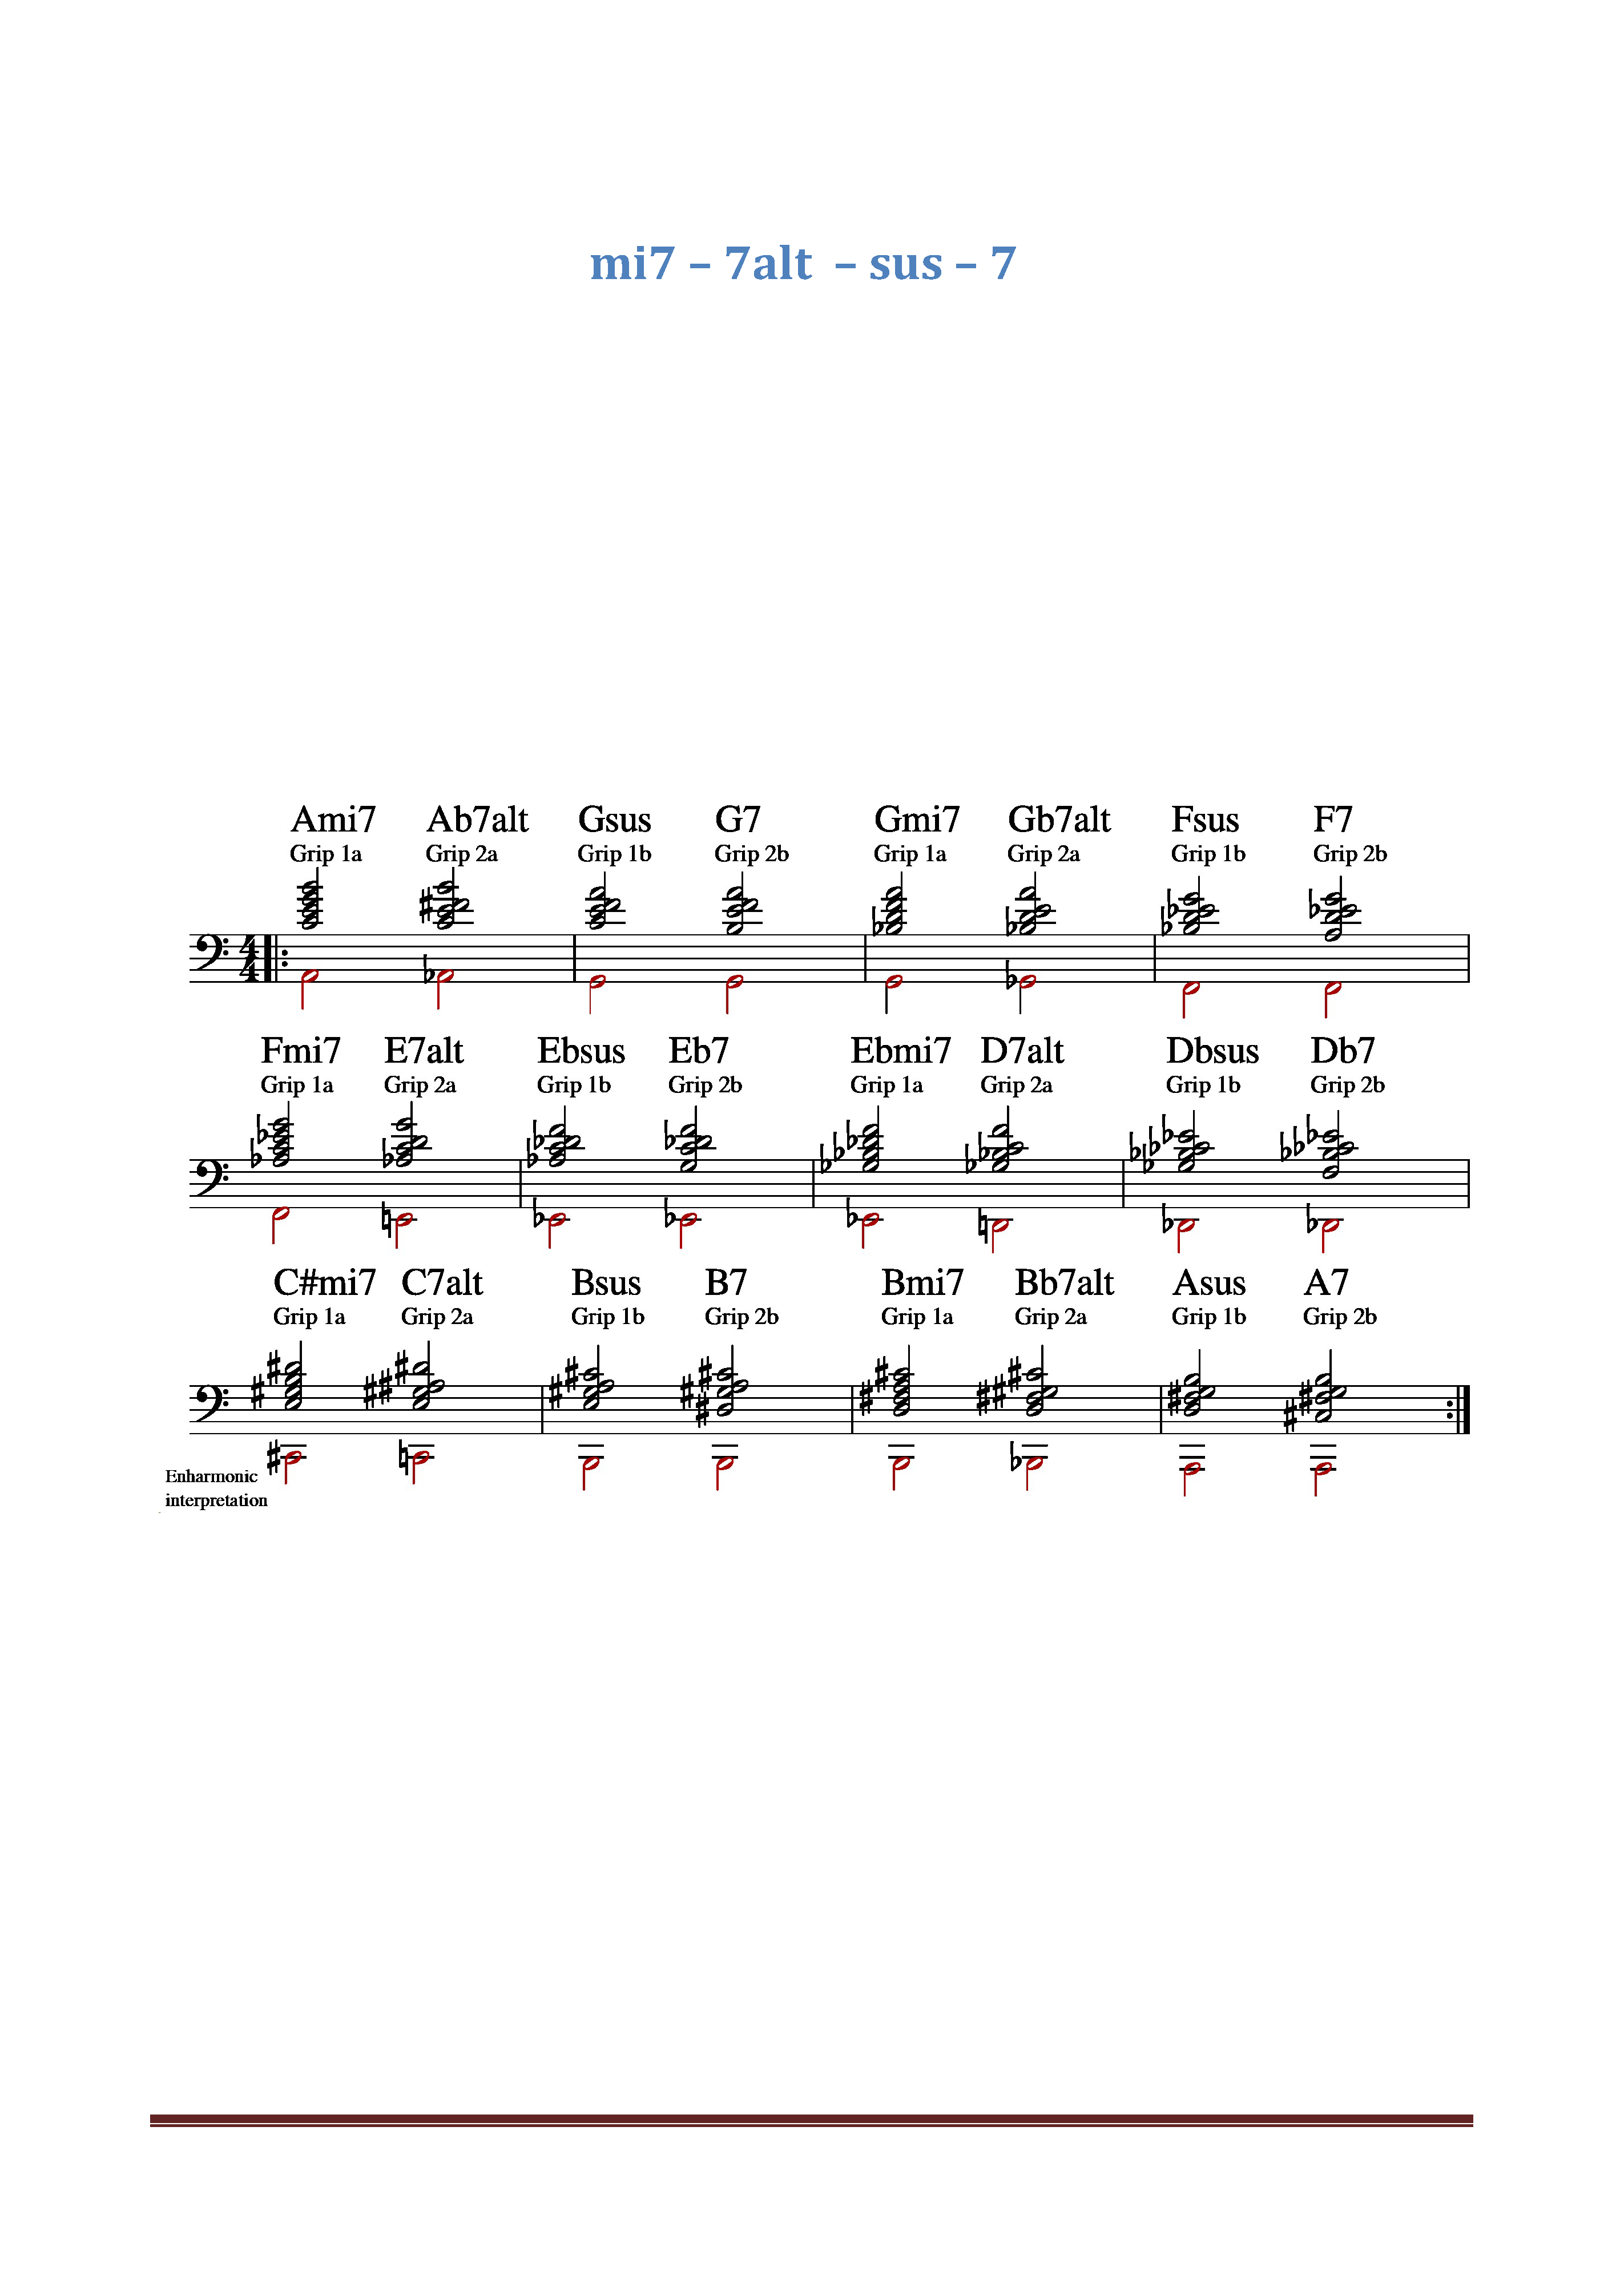 mi7 – 7alt – sus – 7
Ami7 Ab7alt Gsus G7 Gmi7 Gb7alt Fsus F7
Grip 1a Grip 2a Grip 1b Grip 2b Grip 1a Grip 2a Grip 1b Grip 2b
4
4
Fmi7 E7alt Ebsus Eb7 Ebmi7 D7alt Dbsus Db7
Grip 1a Grip 2a Grip 1b Grip 2b Grip 1a Grip 2a Grip 1b Grip 2b
C#mi7 C7alt Bsus B7 Bmi7 Bb7alt Asus A7
Grip 1a Grip 2a Grip 1b Grip 2b Grip 1a Grip 2a Grip 1b Grip 2b
Enharmonic
interpretation